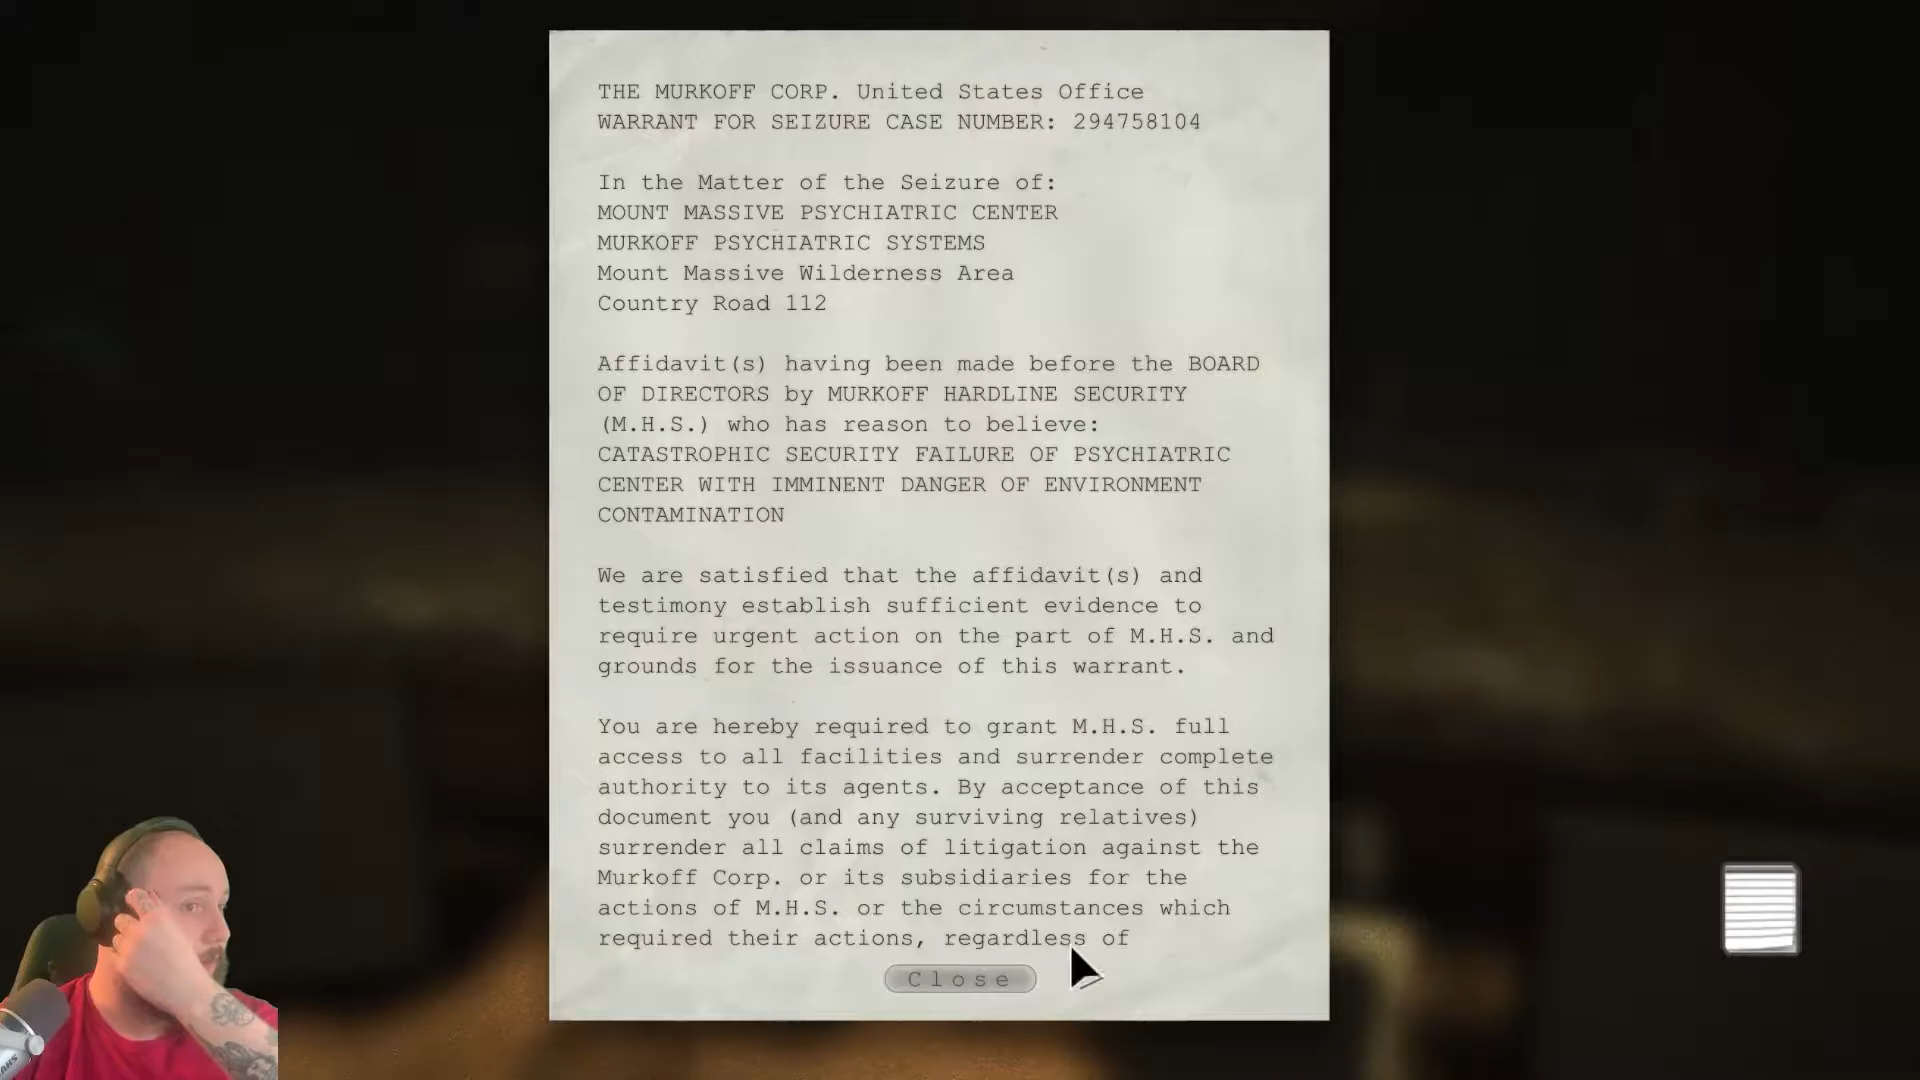 THE MURKOFF CORP. United States Office
WARRANT FOR SEIZURE CASE NUMBER: 294758104
In the Matter of the Seizure of:
MOUNT MASSIVE PSYCHIATRIC CENTER
MURKOFF PSYCHIATRIC SYSTEMS
Mount Massive Wilderness Area
Country Road 112
Affidavit(s) having been made before the BOARD
OF DIRECTORS by MURKOFF HARDLINE SECURITY
(M.H.S.) who has reason to believe:
CATASTROPHIC SECURITY FAILURE OF PSYCHIATRIC
CENTER WITH IMMINENT DANGER OF ENVIRONMENT
CONTAMINATION
We are satisfied that the affidavit(s) and
testimony establish sufficient evidence to
require urgent action on the part of M.H.S. and
grounds for the issuance of this warrant.
You are hereby required to grant M.H.S. full
access to all facilities and surrender complete
authority to its agents. By acceptance of this
document you (and any surviving relatives)
surrender all claims of litigation against the
Murkoff Corp. or its subsidiaries for the
actions of M.H.S. or the circumstances which
required their actions, regardless of
Close